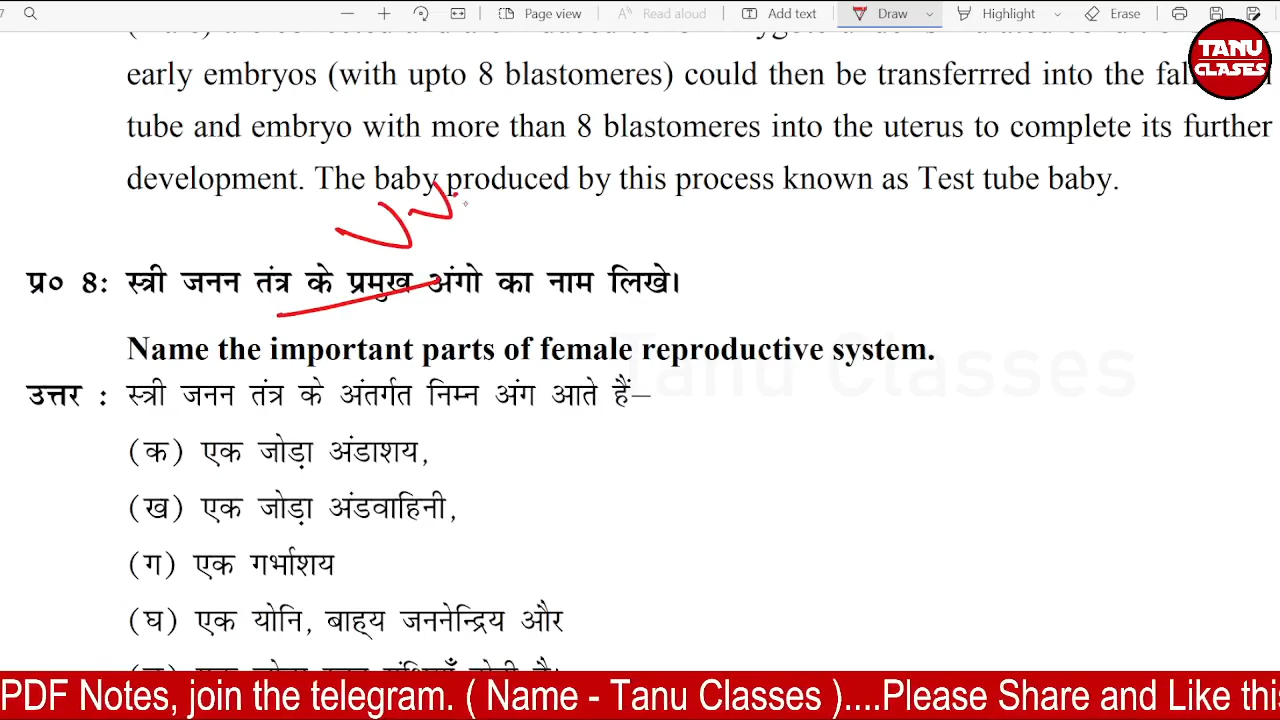 Page view
Read aloud
Add text
Draw
Highlight
Erase
TANU
CLASES
early embryos (with upto 8 blastomeres) could then be transferrred into the
tube and embryo with more than 8 blastomeres into the uterus to complete its further
development. The baby produced by this process known as Test tube baby.
प्र० 8: स्त्री जनन तंत्र के प्रमुख अंगो का नाम लिखे।
Name the important parts of female reproductive system.
Tanu Classes
उत्तर : स्त्री जनन तंत्र के अंतर्गत निम्न अंग आते हैं–
(क) एक जोड़ा अंडाशय,
(ख) एक जोड़ा अंडवाहिनी,
(ग) एक गर्भाशय
(घ) एक योनि, बाह्य जननेन्द्रिय और
PDF Notes, join the telegram. ( Name - Tanu Classes )....Please Share and Like this